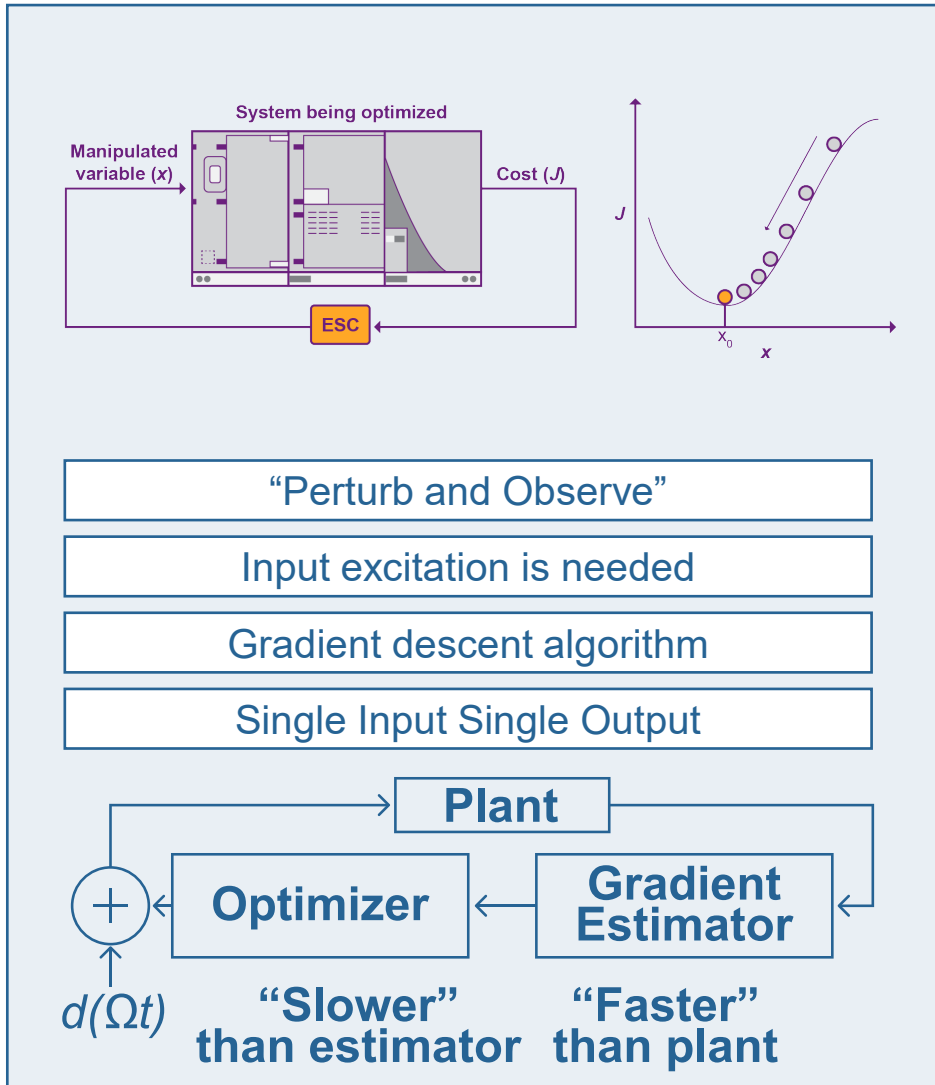 System being optimized
Manipulated
variable (x)
Cost (J)
ESC
J
x₀
x
“Perturb and Observe”
Input excitation is needed
Gradient descent algorithm
Single Input Single Output
Plant
+
Optimizer
Gradient
Estimator
d(Ωt)
“Slower”
than estimator
“Faster”
than plant